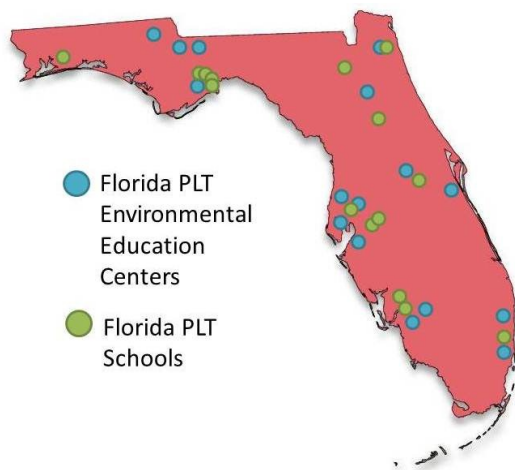 Florida PLT
Environmental
Education
Centers
Florida PLT
Schools